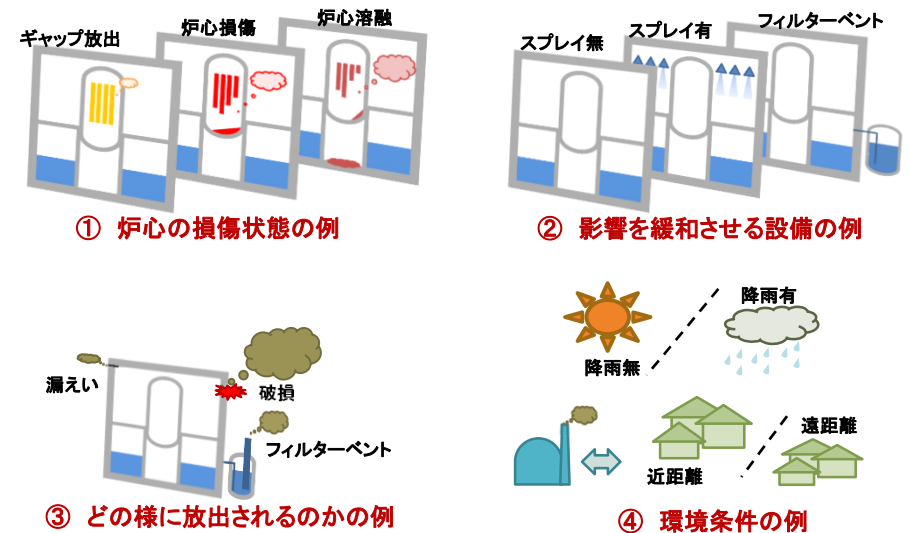 ギャップ放出
炉心損傷
炉心溶融
① 炉心の損傷状態の例
スプレイ無
スプレイ有
フィルターベント
② 影響を緩和させる設備の例
漏えい
破損
フィルターベント
③ どの様に放出されるのかの例
降雨有
降雨無
遠距離
近距離
④ 環境条件の例